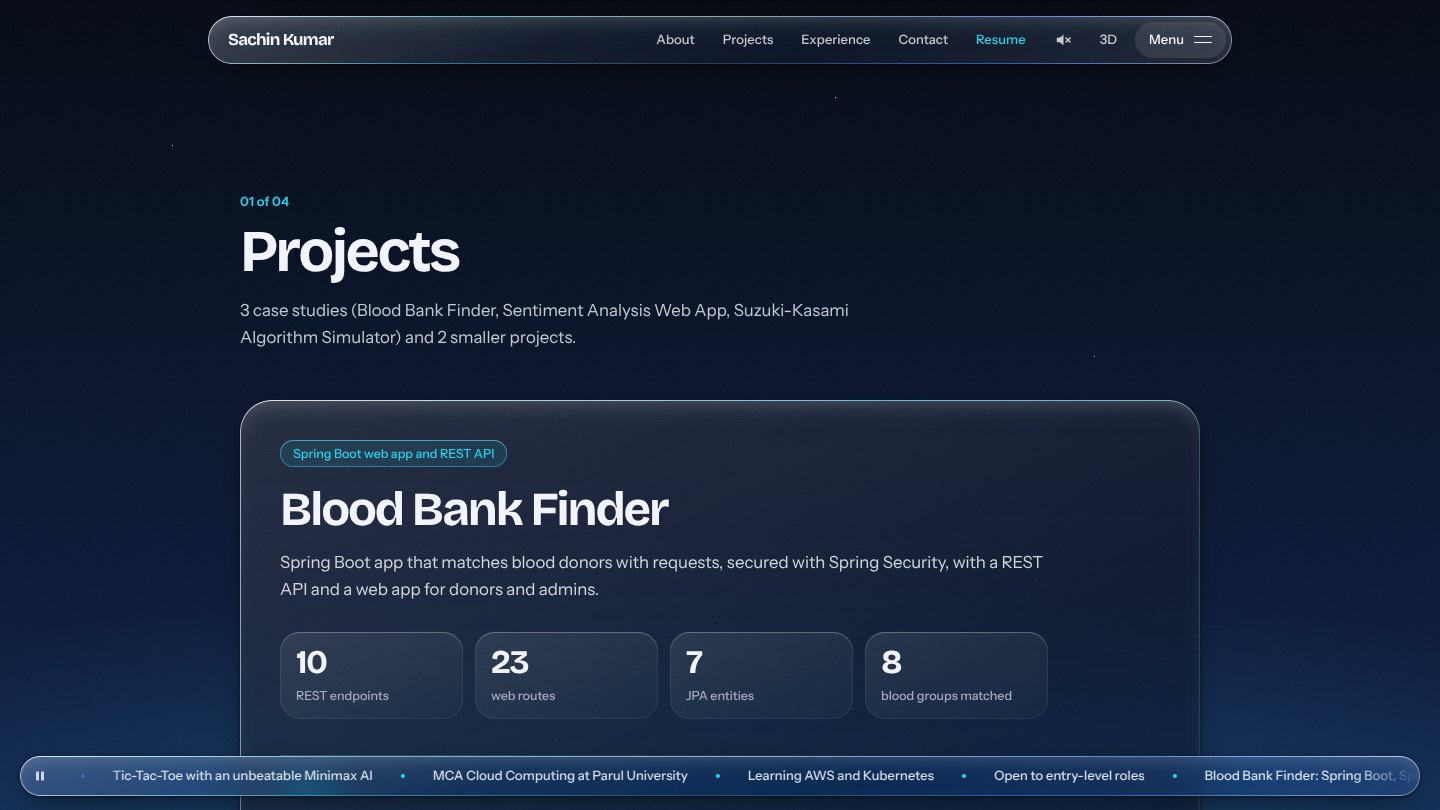 Sachin Kumar
About
Projects
Experience
Contact
Resume
3D
Menu
01 of 04
Projects
3 case studies (Blood Bank Finder, Sentiment Analysis Web App, Suzuki-Kasami
Algorithm Simulator) and 2 smaller projects.
Spring Boot web app and REST API
Blood Bank Finder
Spring Boot app that matches blood donors with requests, secured with Spring Security, with a REST
API and a web app for donors and admins.
10
REST endpoints
23
web routes
7
JPA entities
8
blood groups matched
Tic-Tac-Toe with an unbeatable Minimax AI
MCA Cloud Computing at Parul University
Learning AWS and Kubernetes
Open to entry-level roles
Blood Bank Finder: Spring Boot,